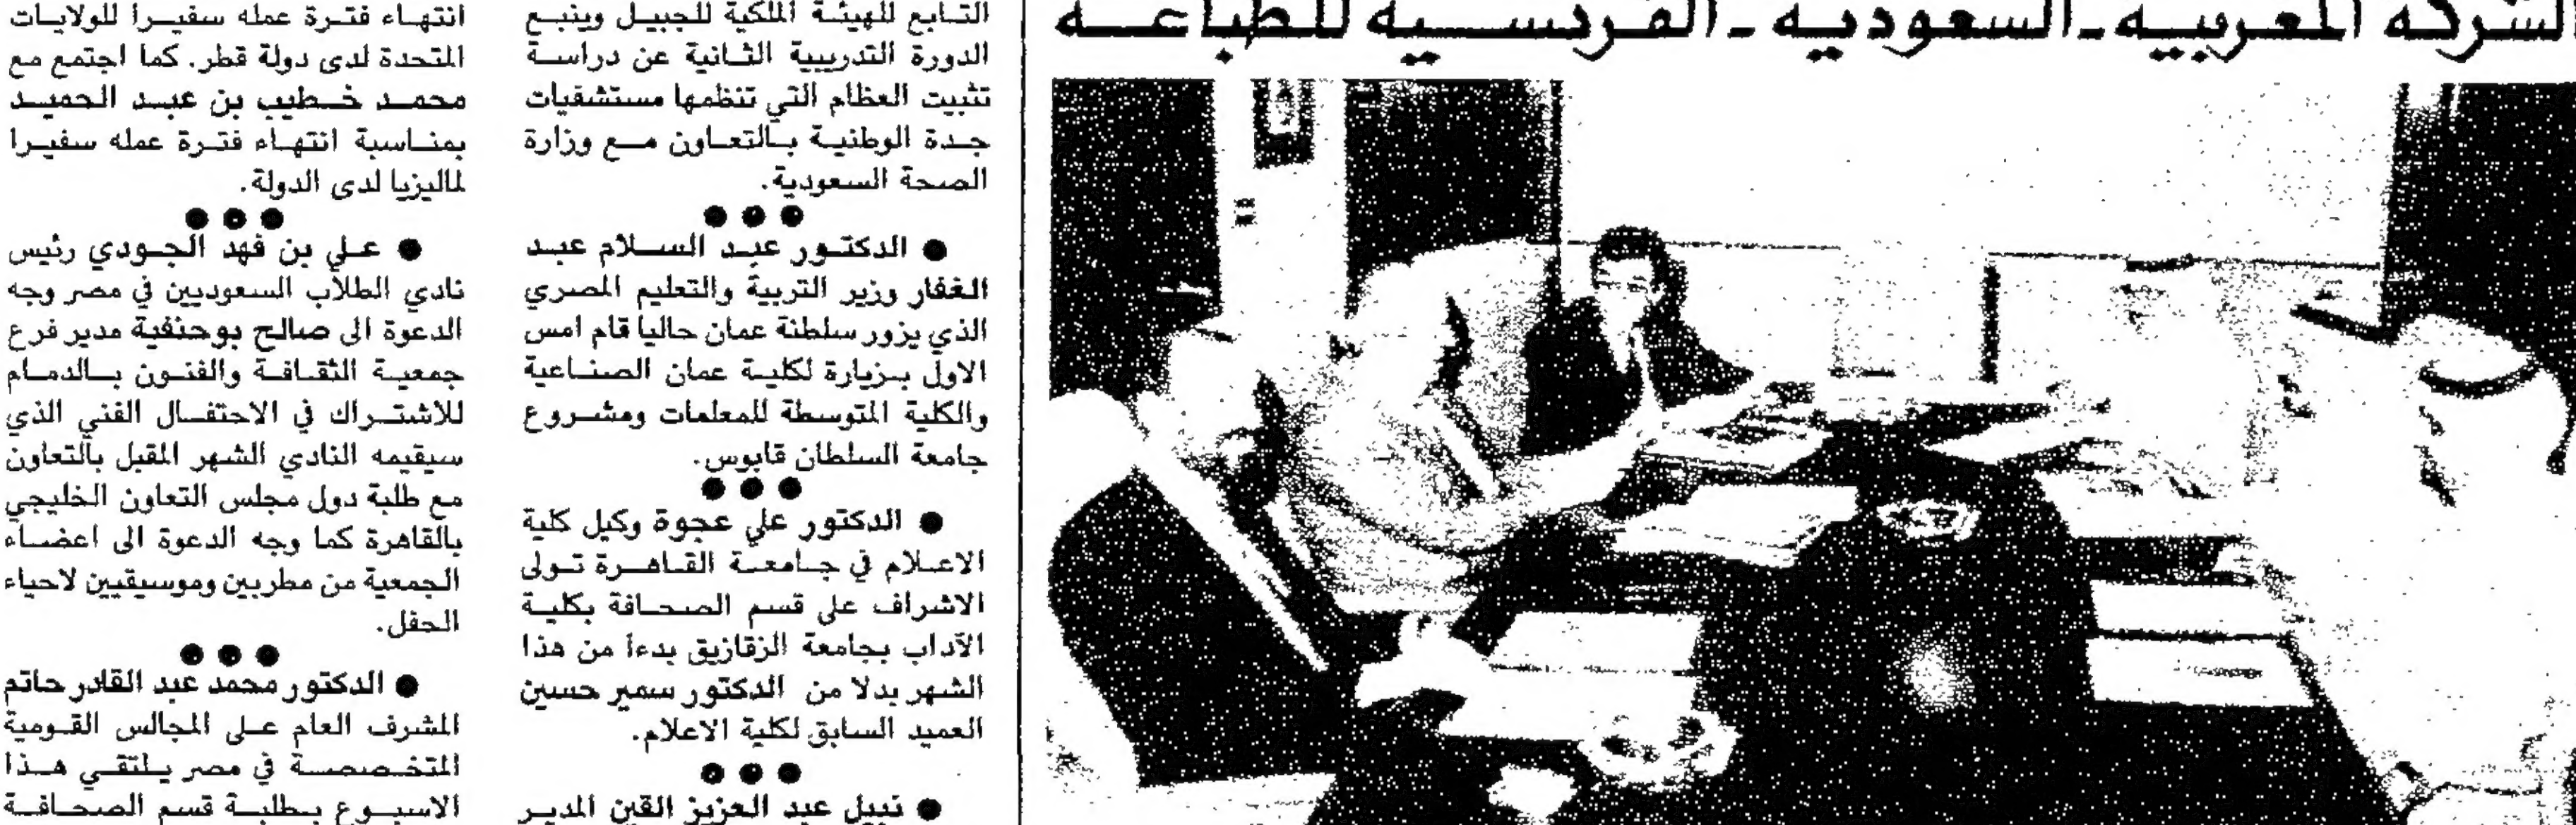 الشركة المغربية ـ السعودية ـ الفرنسية للطباعة
التابع للهيئة الملكية للجبيل وينبع
الدورة التدريبية الثانية عن دراسة
تثبيت العظام التي تنظمها مستشفيات
جدة الوطنية بالتعاون مع وزارة
الصحة السعودية.
● الدكتور عبد السلام عبد
الغفار وزير التربية والتعليم المصري
الذي يزور سلطنة عمان حاليا قام امس
الاول بزيارة لكلية عمان الصناعية
والكلية المتوسطة للمعلمات ومشروع
جامعة السلطان قابوس.
● الدكتور علي عجوة وكيل كلية
الاعلام في جامعة القاهرة تولى
الاشراف على قسم الصحافة بكلية
الآداب بجامعة الزقازيق بدءا من هذا
الشهر بدلا من الدكتور سمير حسين
العميد السابق لكلية الاعلام.
● نبيل عبد العزيز القين المدير
انتهاء فترة عمله سفيرا للولايات
المتحدة لدى دولة قطر. كما اجتمع مع
محمد خطيب بن عبد الحميد
بمناسبة انتهاء فترة عمله سفيرا
لماليزيا لدى الدولة.
● علي بن فهد الجودي رئيس
نادي الطلاب السعوديين في مصر وجه
الدعوة الى صالح بوحنفية مدير فرع
جمعية الثقافة والفنون بالدمام
للاشتراك في الاحتفال الفني الذي
سيقيمه النادي الشهر المقبل بالتعاون
مع طلبة دول مجلس التعاون الخليجي
بالقاهرة كما وجه الدعوة الى اعضاء
الجمعية من مطربين وموسيقيين لاحياء
الحفل.
● الدكتور محمد عبد القادر حاتم
المشرف العام على المجالس القومية
المتخصصة في مصر يلتقي هذا
الاسبوع بطلبة قسم الصحافة